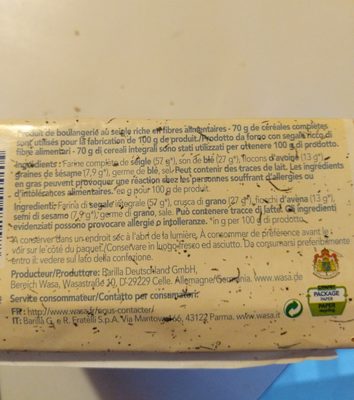 Produit de boulangerie au seigle riche en fibres alimentaires - 70 g de céréales complètes
sont utilisés pour la fabrication de 100 g de produit./Prodotto da forno con segale ricco di
fibre alimentari - 70 g di cereali integrali sono stati utilizzati per ottenere 100 g di prodotto.
Ingrédients : Farine complète de seigle (57 g*), son de blé (27 g*), flocons d'avoine (13 g*),
graines de sésame (7,9 g*), germe de blé, sel. Peut contenir des traces de lait. Les ingrédients
en gras peuvent provoquer une réaction chez les personnes souffrant d'allergies ou
d'intolérances alimentaires. *en g pour 100 g de produit.
Ingredienti: Farina di segale integrale (57 g*), crusca di grano (27 g*), fiocchi d'avena (13 g*),
semi di sesamo (7,9 g*), germe di grano, sale. Può contenere tracce di latte. Gli ingredienti
evidenziati possono provocare allergie o intolleranze. *in g per 100 g di prodotto.
A conserver dans un endroit sec à l'abri de la lumière. A consommer de préférence avant le :
voir sur le côté du paquet./Conservare in luogo fresco ed asciutto. Da consumarsi preferibilmente
entro il: vedere sul lato della confezione.
Producteur/Produttore: Barilla Deutschland GmbH,
Bereich Wasa, Wasastraße 10, D-29229 Celle. Allemagne/Germania. www.wasa.de
Service consommateur/Contatto per consumatori:
FR: http://www.wasa.fr/nous-contacter/
IT: Barilla G. e R. Fratelli S.p.A. Via Mantova 166, 43122 Parma. www.wasa.it
PACKAGE
PAPER
PAPER